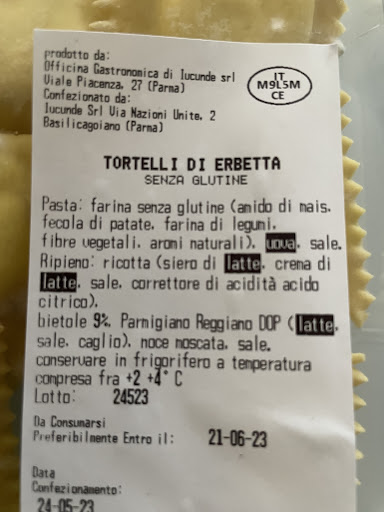 prodotto da:
Officina Gastronomica di Iucunde srl
Viale Piacenza, 27 (Parma)
Confezionato da:
Iucunde Srl Via Nazioni Unite, 2
Basilicagoiano (Parma)
IT
M9L5M
CE
TORTELLI DI ERBETTA
SENZA GLUTINE
Pasta: farina senza glutine (amido di mais,
fecola di patate, farina di legumi,
fibre vegetali, aromi naturali), uova, sale.
Ripieno: ricotta (siero di latte, crema di
latte, sale, correttore di acidità acido
citrico),
bietole 9%, Parmigiano Reggiano DOP (latte,
sale, caglio), noce moscata, sale.
conservare in frigorifero a temperatura
compresa fra +2 +4° C
Lotto: 24523
Da Consumarsi
Preferibilmente Entro il: 21-06-23
Data
Confezionamento:
24-05-23